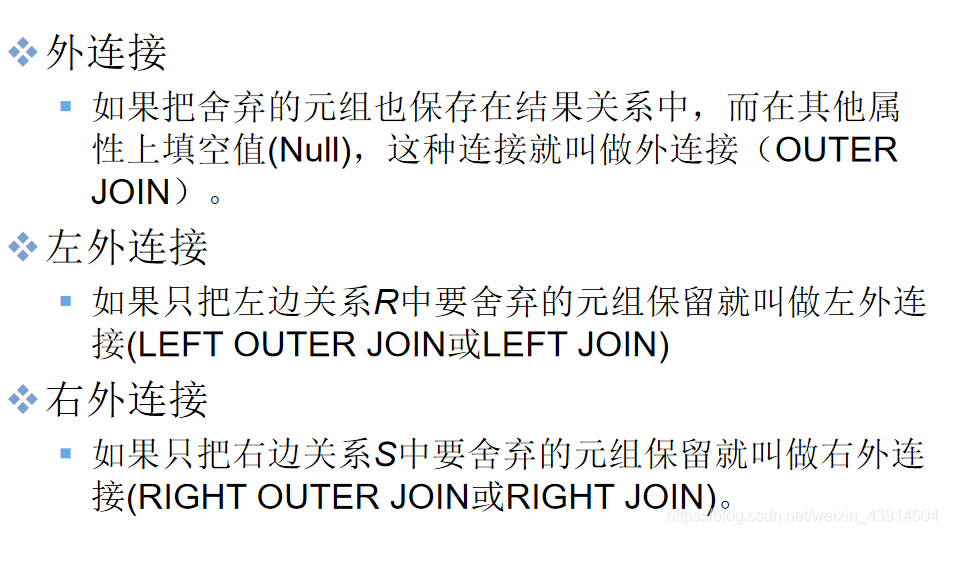 外连接
如果把舍弃的元组也保存在结果关系中，而在其他属
性上填空值(Null)，这种连接就叫做外连接（OUTER
JOIN）。
左外连接
如果只把左边关系R中要舍弃的元组保留就叫做左外连
接(LEFT OUTER JOIN或LEFT JOIN)
右外连接
如果只把右边关系S中要舍弃的元组保留就叫做右外连
接(RIGHT OUTER JOIN或RIGHT JOIN)。
https://blog.csdn.net/weixin_43914604